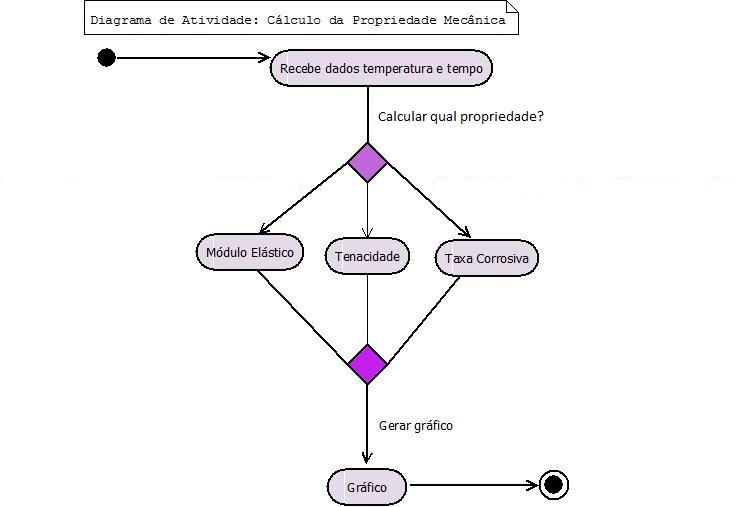 Diagrama de Atividade: Cálculo da Propriedade Mecânica
Recebe dados temperatura e tempo
Calcular qual propriedade?
Módulo Elástico
Tenacidade
Taxa Corrosiva
Gerar gráfico
Gráfico